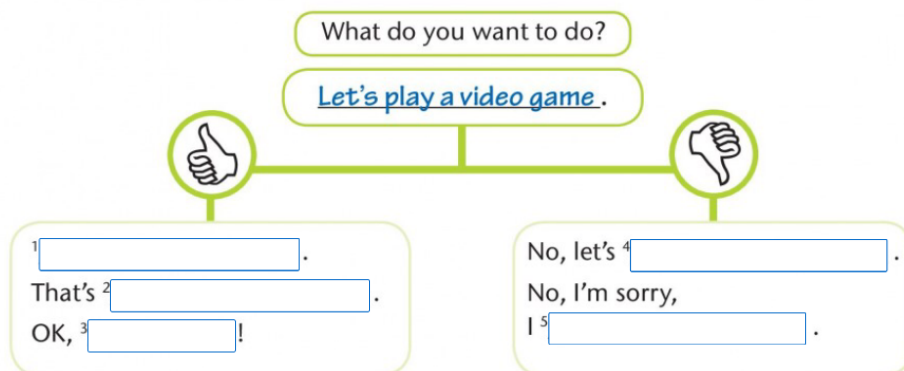 What do you want to do?
Let's play a video game.
1 .
That's 2 .
OK, 3 !
No, let's 4 .
No, I'm sorry,
I 5 .